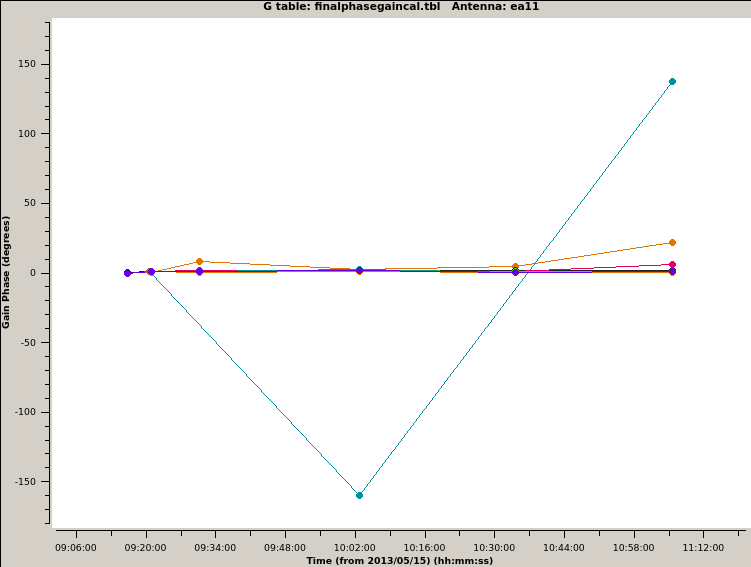 G table: finalphasegaincal.tbl Antenna: ea11
Gain Phase (degrees)
150
100
50
0
-50
-100
-150
09:06:00 09:20:00 09:34:00 09:48:00 10:02:00 10:16:00 10:30:00 10:44:00 10:58:00 11:12:00
Time (from 2013/05/15) (hh:mm:ss)